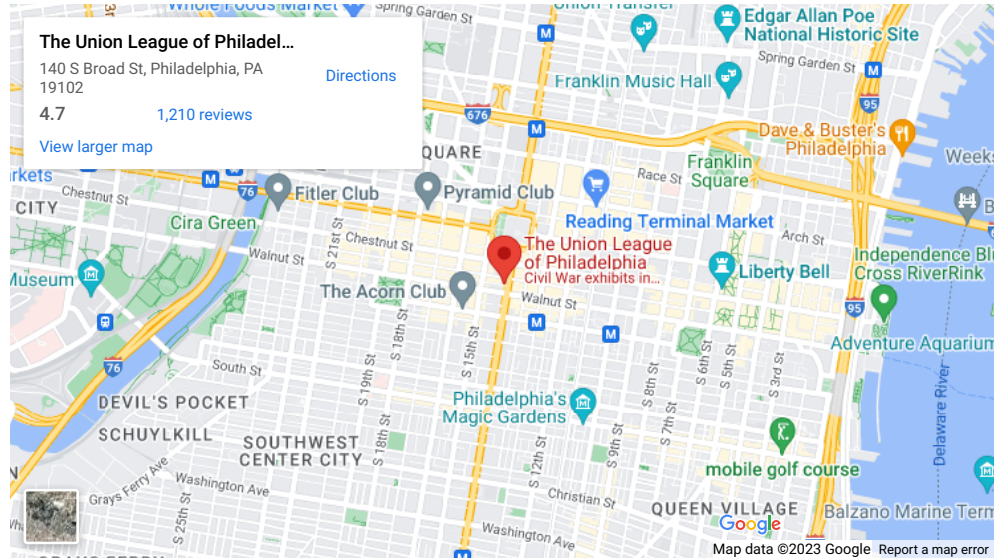 Whole Foods Market
Spring Garden St
Union Transfer
Edgar Allan Poe
National Historic Site
The Union League of Philadel...
140 S Broad St, Philadelphia, PA
19102
Directions
4.7
1,210 reviews
View larger map
M
Spring Garden St
M
Franklin Music Hall
95
676
M
Dave & Buster's
Philadelphia
QUARE
Franklin
Square
Weeks
rkets
M
76
Chestnut St
Fitler Club
Pyramid Club
Race St
B
CITY
Cira Green
Reading Terminal Market
S 21st St
Chestnut St
Arch St
Walnut St
The Union League
of Philadelphia
Civil War exhibits in...
Liberty Bell
Independence Blu
Cross RiverRink
Museum
The Acorn Club
Walnut St
95
M
M
S 18th St
S 15th St
Adventure Aquarium
76
South St
S 19th St
S 8th St
S 6th St
S 5th St
S 3rd St
DEVIL'S POCKET
Philadelphia's
Magic Gardens
Delaware River
SCHUYLKILL
SOUTHWEST
CENTER CITY
S 18th St
S 12th St
S 9th St
S 7th St
mobile golf course
N
Grays Ferry Ave
Washington Ave
S 25th St
Christian St
QUEEN VILLAGE
Balzano Marine Term
Google
Washington Ave
M
GRAYS FERRY
Map data ©2023 Google
Report a map error